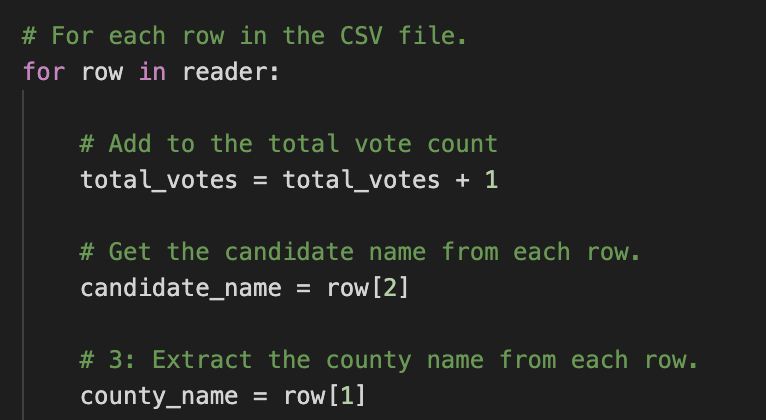 # For each row in the CSV file.
for row in reader:
# Add to the total vote count
total_votes = total_votes + 1
# Get the candidate name from each row.
candidate_name = row[2]
# 3: Extract the county name from each row.
county_name = row[1]